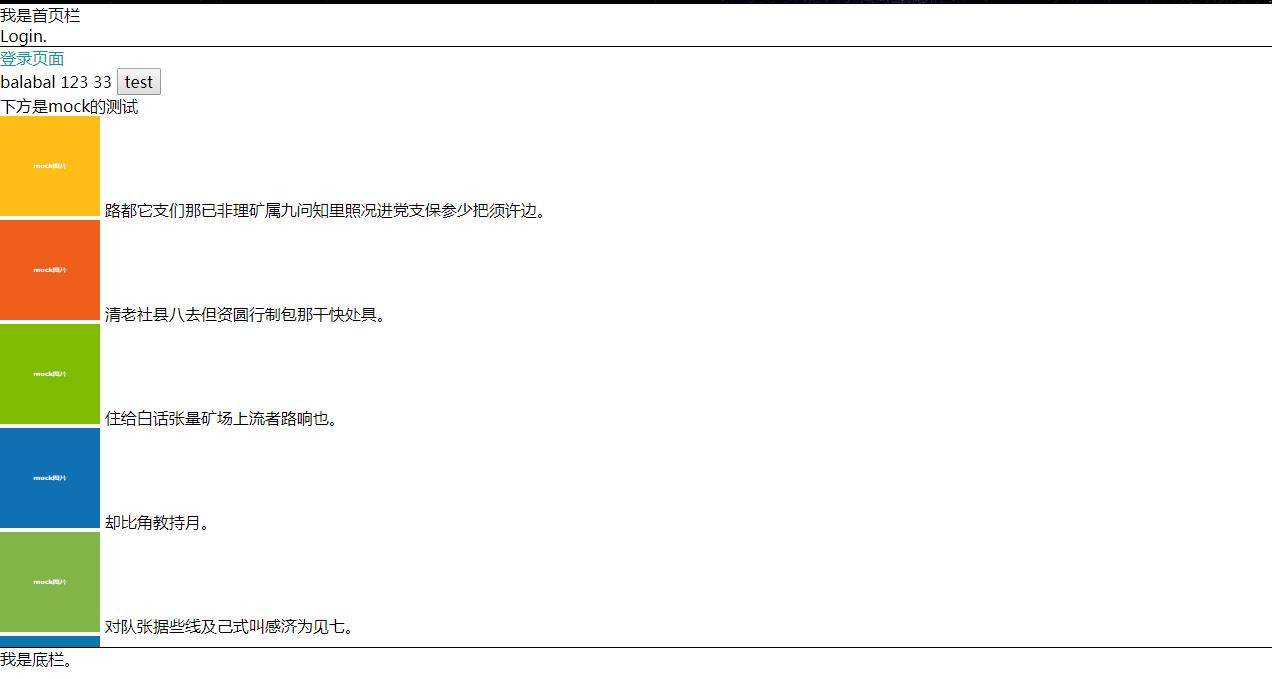 我是首页栏
Login.
登录页面
balabal 123 33 test
下方是mock的测试
mock图片
路都它支们那已非理矿属九问知里照况进党支保参少把须许边。
mock图片
清老社县八去但资圆行制包那干快处具。
mock图片
住给白话张量矿场上流者路响也。
mock图片
却比角教持月。
mock图片
对队张据些线及己式叫感济为见七。
我是底栏。